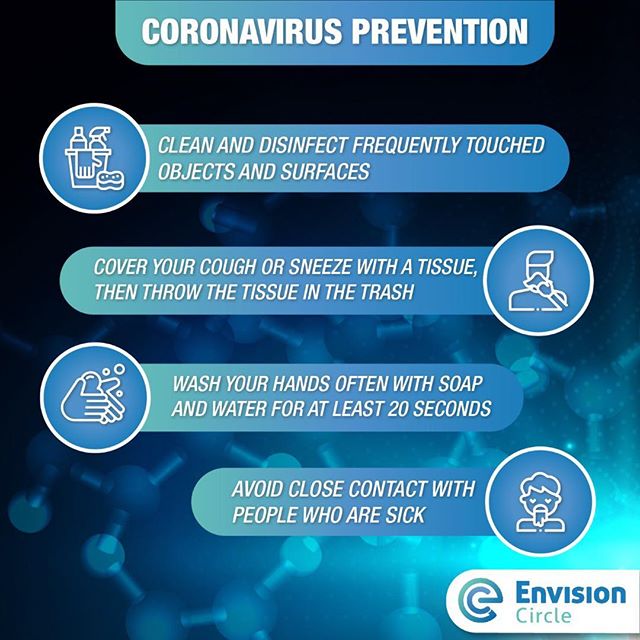 CORONAVIRUS PREVENTION
CLEAN AND DISINFECT FREQUENTLY TOUCHED
OBJECTS AND SURFACES
COVER YOUR COUGH OR SNEEZE WITH A TISSUE,
THEN THROW THE TISSUE IN THE TRASH
WASH YOUR HANDS OFTEN WITH SOAP
AND WATER FOR AT LEAST 20 SECONDS
AVOID CLOSE CONTACT WITH
PEOPLE WHO ARE SICK
Envision
Circle